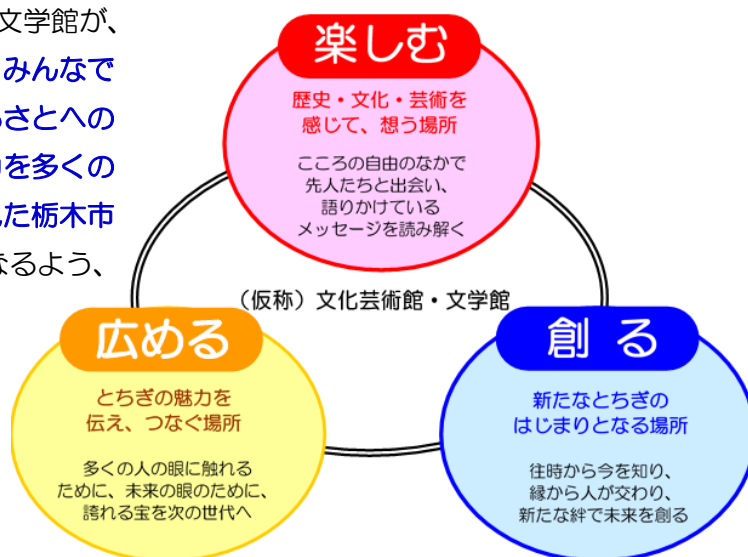 文学館が、
みんなで
るさとへの
を多くの
た栃木市
なるよう、
楽しむ
歴史・文化・芸術を
感じて、想う場所
こころの自由のなかで
先人たちと出会い、
語りかけている
メッセージを読み解く
（仮称）文化芸術館・文学館
広める
とちぎの魅力を
伝え、つなぐ場所
多くの人の眼に触れる
ために、未来の眼のために、
誇れる宝を次の世代へ
創る
新たなとちぎの
はじまりとなる場所
往時から今を知り、
縁から人が交わり、
新たな絆で未来を創る